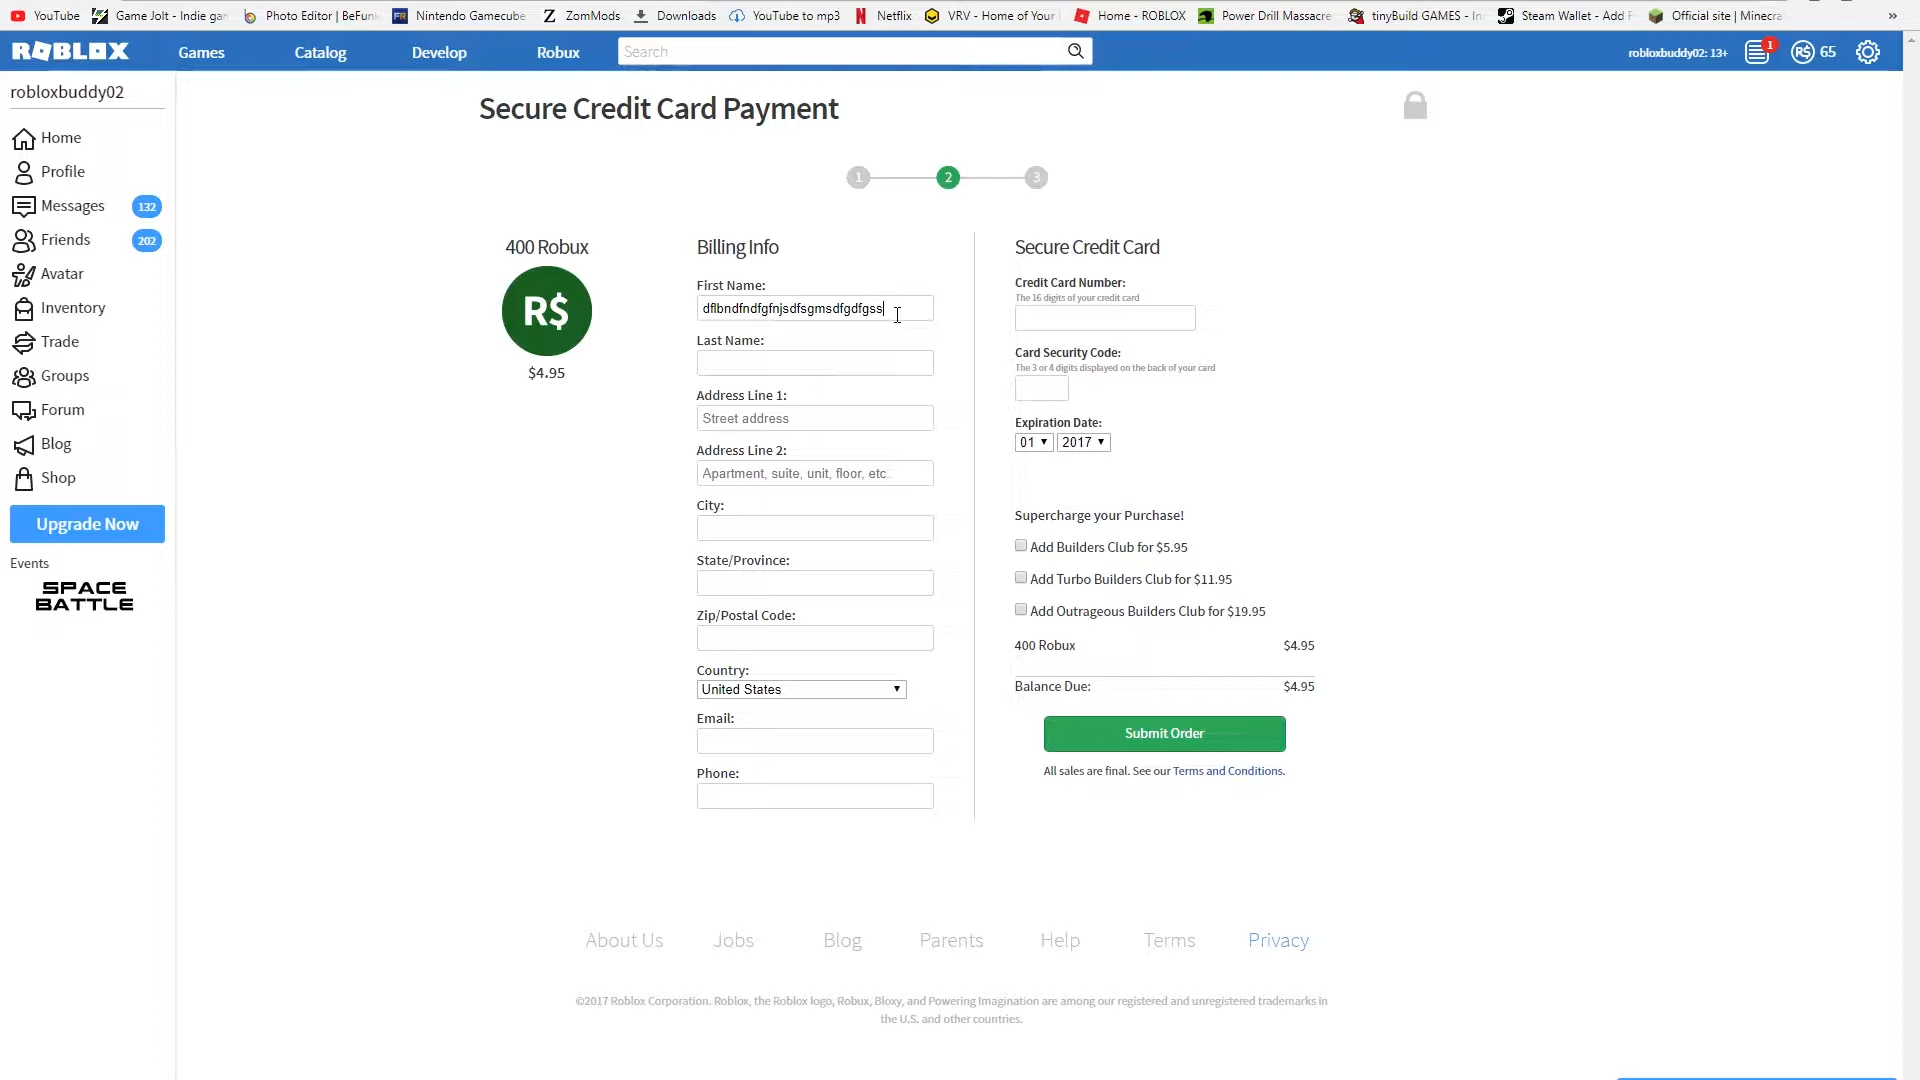 YouTube Game Jolt - Indie gan Photo Editor | BeFunk Nintendo Gamecube ZomMods Downloads YouTube to mp3 Netflix VRV - Home of Your Home - ROBLOX Power Drill Massacre tinyBuild GAMES - In Steam Wallet - Add F Official site | Minecra »
ROBLOX Games Catalog Develop Robux Search robloxbuddy02: 13+ 1 R$ 65
robloxbuddy02
Home
Profile
Messages 132
Friends 202
Avatar
Inventory
Trade
Groups
Forum
Blog
Shop
Upgrade Now
Events
SPACE
BATTLE
Secure Credit Card Payment
1 2 3
400 Robux
R$
$4.95
Billing Info
First Name:
dflbndfndfgfnjsdfsgmsdfgdfgss
Last Name:
Address Line 1:
Street address
Address Line 2:
Apartment, suite, unit, floor, etc.
City:
State/Province:
Zip/Postal Code:
Country:
United States
Email:
Phone:
Secure Credit Card
Credit Card Number:
The 16 digits of your credit card
Card Security Code:
The 3 or 4 digits displayed on the back of your card
Expiration Date:
01 2017
Supercharge your Purchase!
Add Builders Club for $5.95
Add Turbo Builders Club for $11.95
Add Outrageous Builders Club for $19.95
400 Robux $4.95
Balance Due: $4.95
Submit Order
All sales are final. See our Terms and Conditions.
About Us Jobs Blog Parents Help Terms Privacy
©2017 Roblox Corporation. Roblox, the Roblox logo, Robux, Bloxy, and Powering Imagination are among our registered and unregistered trademarks in
the U.S. and other countries.